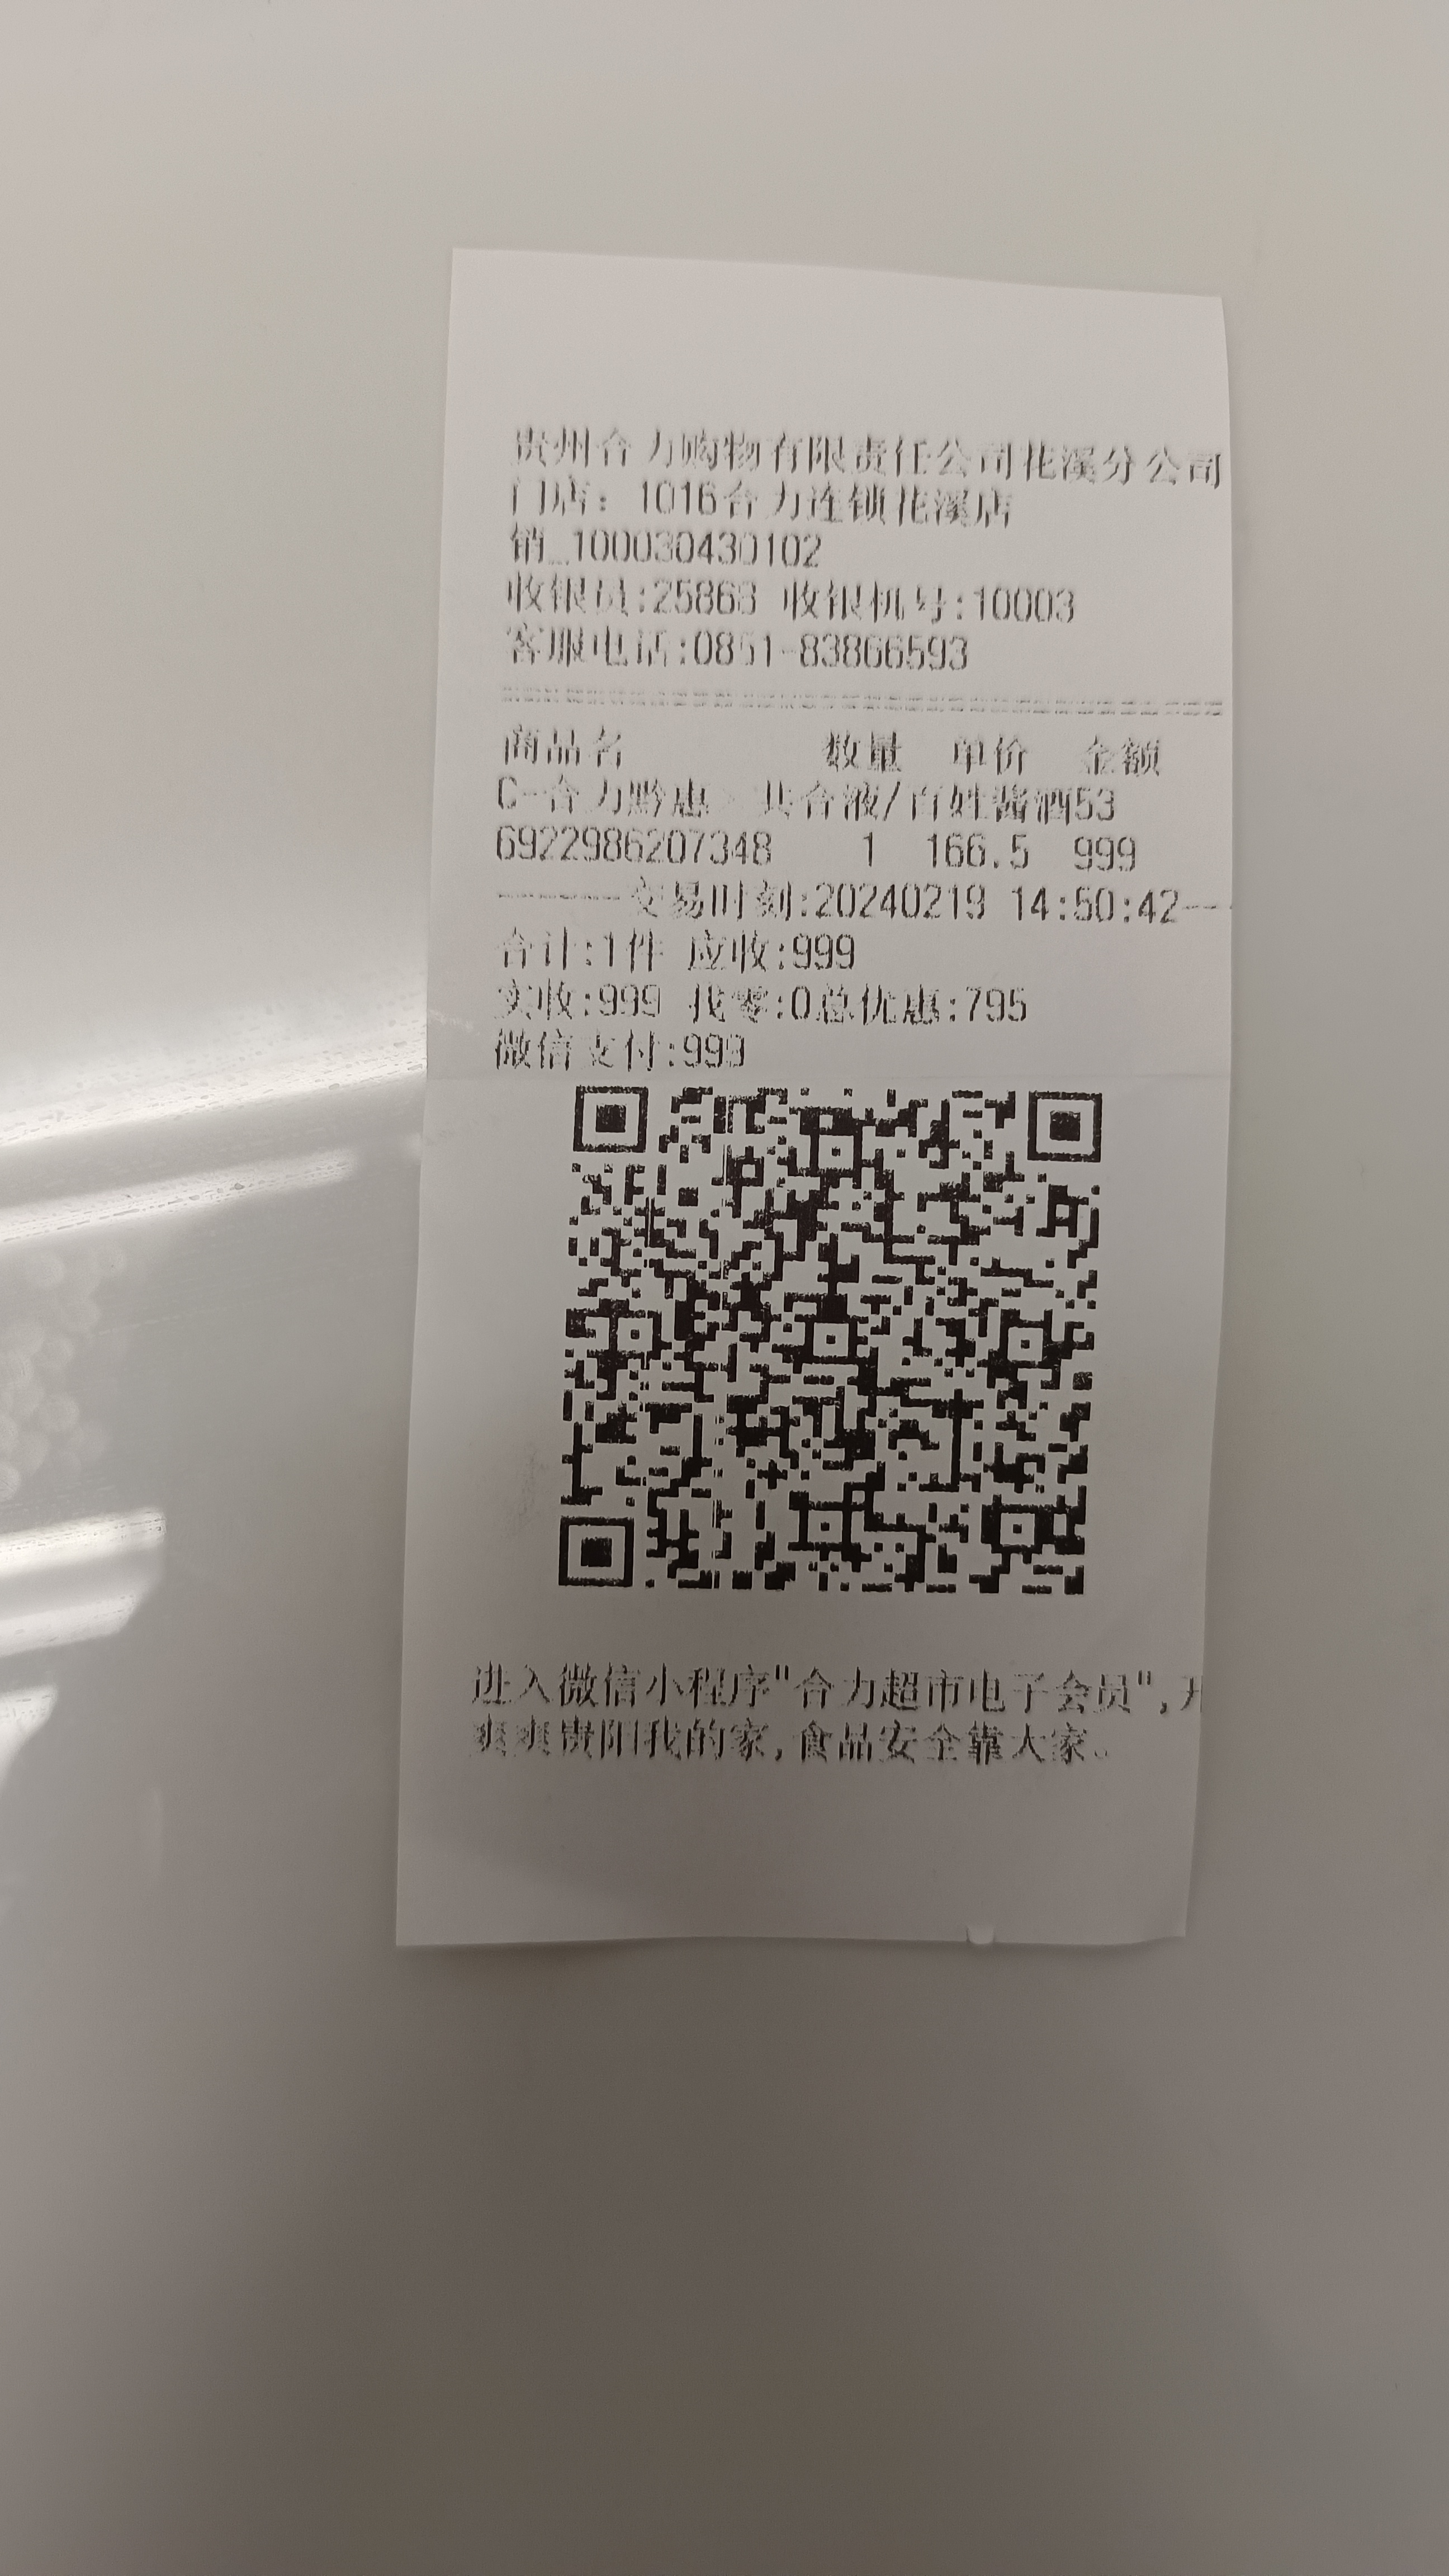 贵州合力购物有限责任公司花溪分公司
门店：1016合力连锁花溪店
销_100030430102
收银员:25863 收银机号:10003
客服电话:0851-83866593
商品名 数量 单价 金额
C-合力黔惠 共合液/百姓酱酒53
6922986207348 1 166.5 999
------交易时刻:20240219 14:50:42--
合计:1件 应收:999
实收:999 找零:0总优惠:795
微信支付:999
进入微信小程序"合力超市电子会员",开
爽爽贵阳我的家,食品安全靠大家。